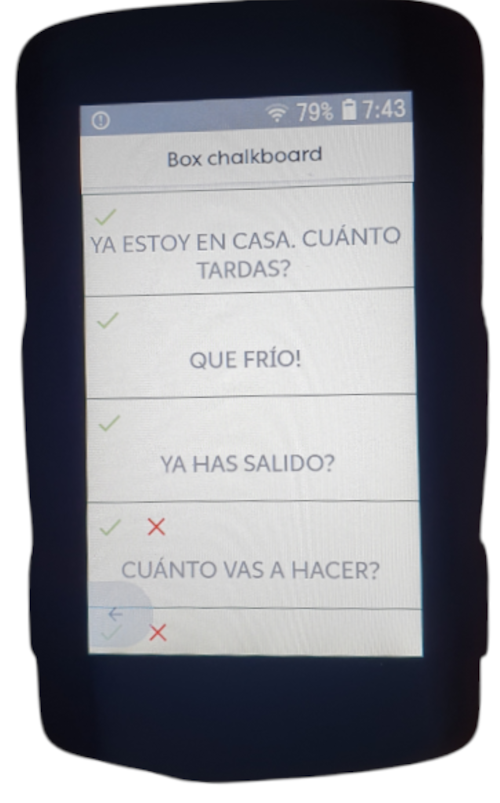 79% 7:43
Box chalkboard
YA ESTOY EN CASA. CUÁNTO
TARDAS?
QUE FRÍO!
YA HAS SALIDO?
CUÁNTO VAS A HACER?